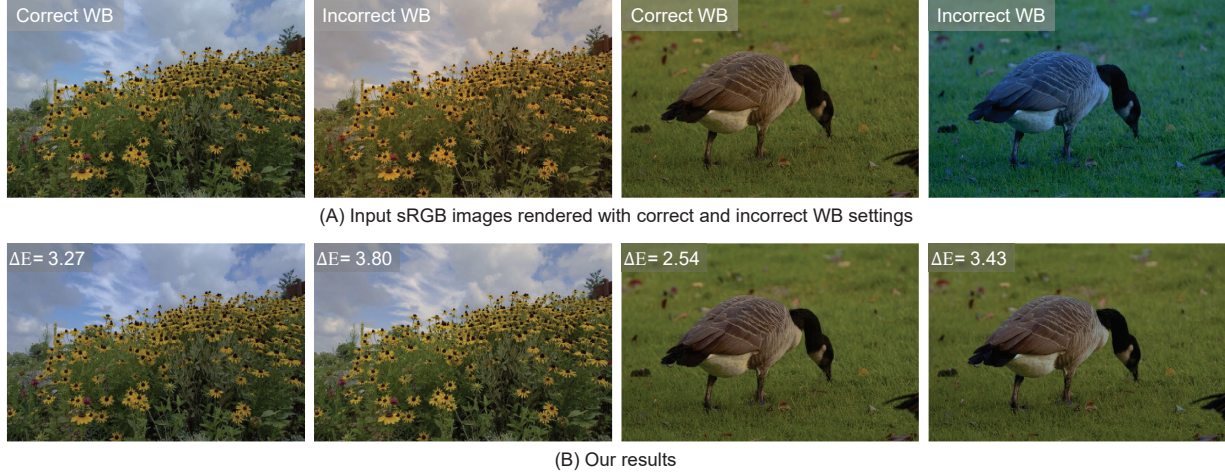 Correct WB
Incorrect WB
Correct WB
Incorrect WB
(A) Input sRGB images rendered with correct and incorrect WB settings
ΔE= 3.27
ΔE= 3.80
ΔE= 2.54
ΔE= 3.43
(B) Our results